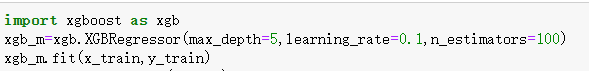 import xgboost as xgb
xgb_m=xgb.XGBRegressor(max_depth=5,learning_rate=0.1,n_estimators=100)
xgb_m.fit(x_train,y_train)